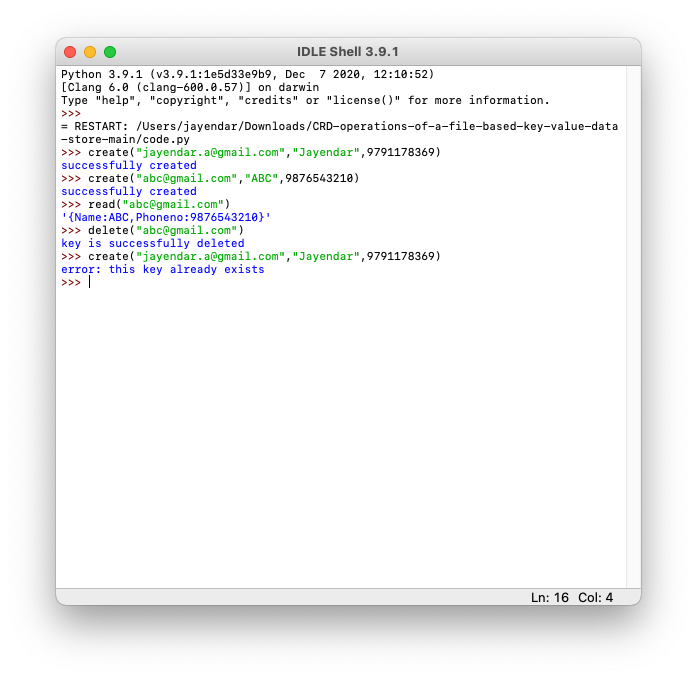 IDLE Shell 3.9.1
Python 3.9.1 (v3.9.1:1e5d33e9b9, Dec  7 2020, 12:10:52)
[Clang 6.0 (clang-600.0.57)] on darwin
Type "help", "copyright", "credits" or "license()" for more information.
>>>
= RESTART: /Users/jayendar/Downloads/CRD-operations-of-a-file-based-key-value-data
-store-main/code.py
>>> create("jayendar.a@gmail.com","Jayendar",9791178369)
successfully created
>>> create("abc@gmail.com","ABC",9876543210)
successfully created
>>> read("abc@gmail.com")
'{Name:ABC,Phoneno:9876543210}'
>>> delete("abc@gmail.com")
key is successfully deleted
>>> create("jayendar.a@gmail.com","Jayendar",9791178369)
error: this key already exists
>>>
Ln: 16  Col: 4